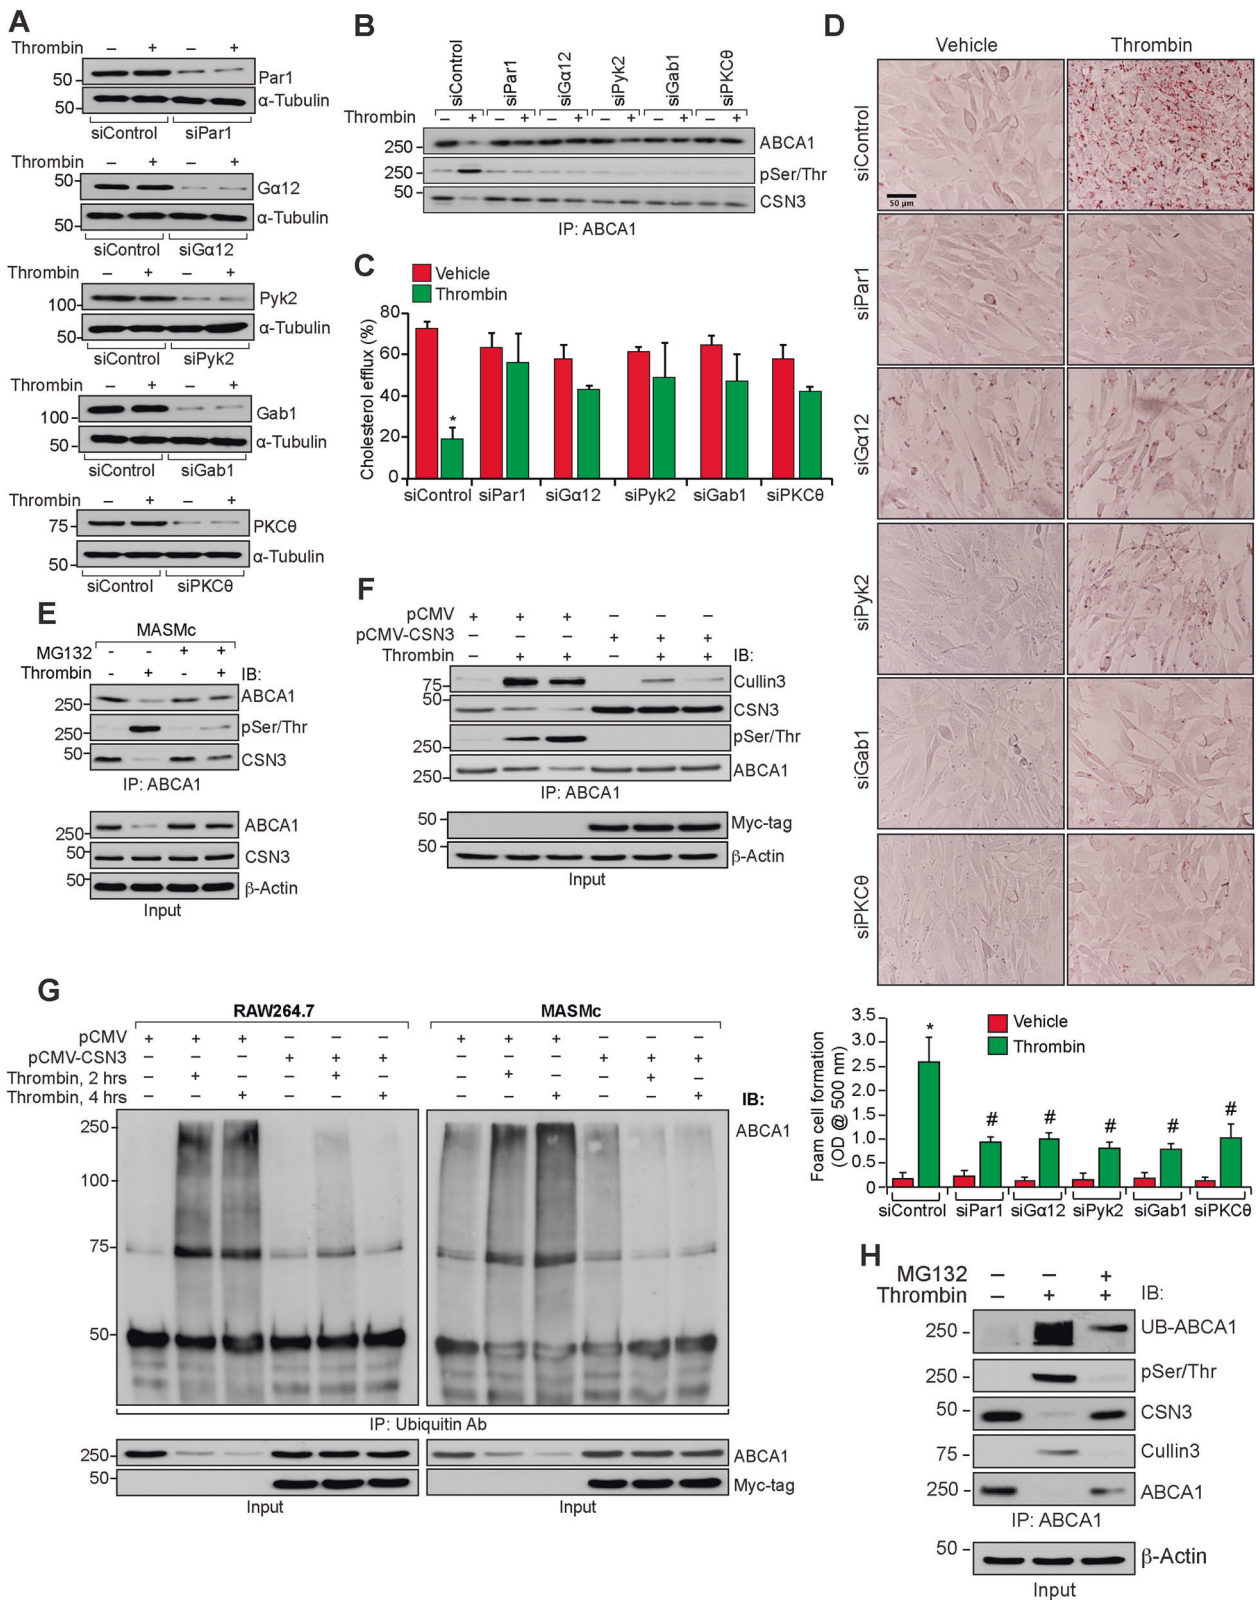 A
Thrombin – + – +
50 Par1
50 α-Tubulin
siControl siPar1
Thrombin – + – +
50 Gα12
50 α-Tubulin
siControl siGα12
Thrombin – + – +
100 Pyk2
50 α-Tubulin
siControl siPyk2
Thrombin – + – +
100 Gab1
50 α-Tubulin
siControl siGab1
Thrombin – + – +
75 PKCθ
50 α-Tubulin
siControl siPKCθ
B
siControl siPar1 siGα12 siPyk2 siGab1 siPKCθ
Thrombin – + – + – + – + – + – +
250 ABCA1
250 pSer/Thr
50 CSN3
IP: ABCA1
C
Vehicle
Thrombin
Cholesterol efflux (%)
80
60
40
20
0
*
siControl siPar1 siGα12 siPyk2 siGab1 siPKCθ
D
Vehicle Thrombin
siControl
50 µm
siPar1
siGα12
siPyk2
siGab1
siPKCθ
Foam cell formation
(OD @ 500 nm)
3.5
3.0
2.5
2.0
1.5
1.0
0.5
0
Vehicle
Thrombin
* # # # # #
siControl siPar1 siGα12 siPyk2 siGab1 siPKCθ
E
MASMc
MG132 - - + +
Thrombin - + - + IB:
250 ABCA1
250 pSer/Thr
50 CSN3
IP: ABCA1
250 ABCA1
50 CSN3
50 β-Actin
Input
F
pCMV + + + – – –
pCMV-CSN3 – – – + + +
Thrombin – + + – + + IB:
75 Cullin3
50 CSN3
250 pSer/Thr
250 ABCA1
IP: ABCA1
50 Myc-tag
50 β-Actin
Input
G
RAW264.7 MASMc
pCMV + + + – – – + + + – – –
pCMV-CSN3 – – – + + + – – – + + +
Thrombin, 2 hrs – + – – + – – + – – + –
Thrombin, 4 hrs – – + – – + – – + – – + IB:
250 ABCA1
100
75
50
IP: Ubiquitin Ab
250 ABCA1
50 Myc-tag
Input Input
H
MG132 – – +
Thrombin – + + IB:
250 UB-ABCA1
250 pSer/Thr
50 CSN3
75 Cullin3
250 ABCA1
IP: ABCA1
50 β-Actin
Input